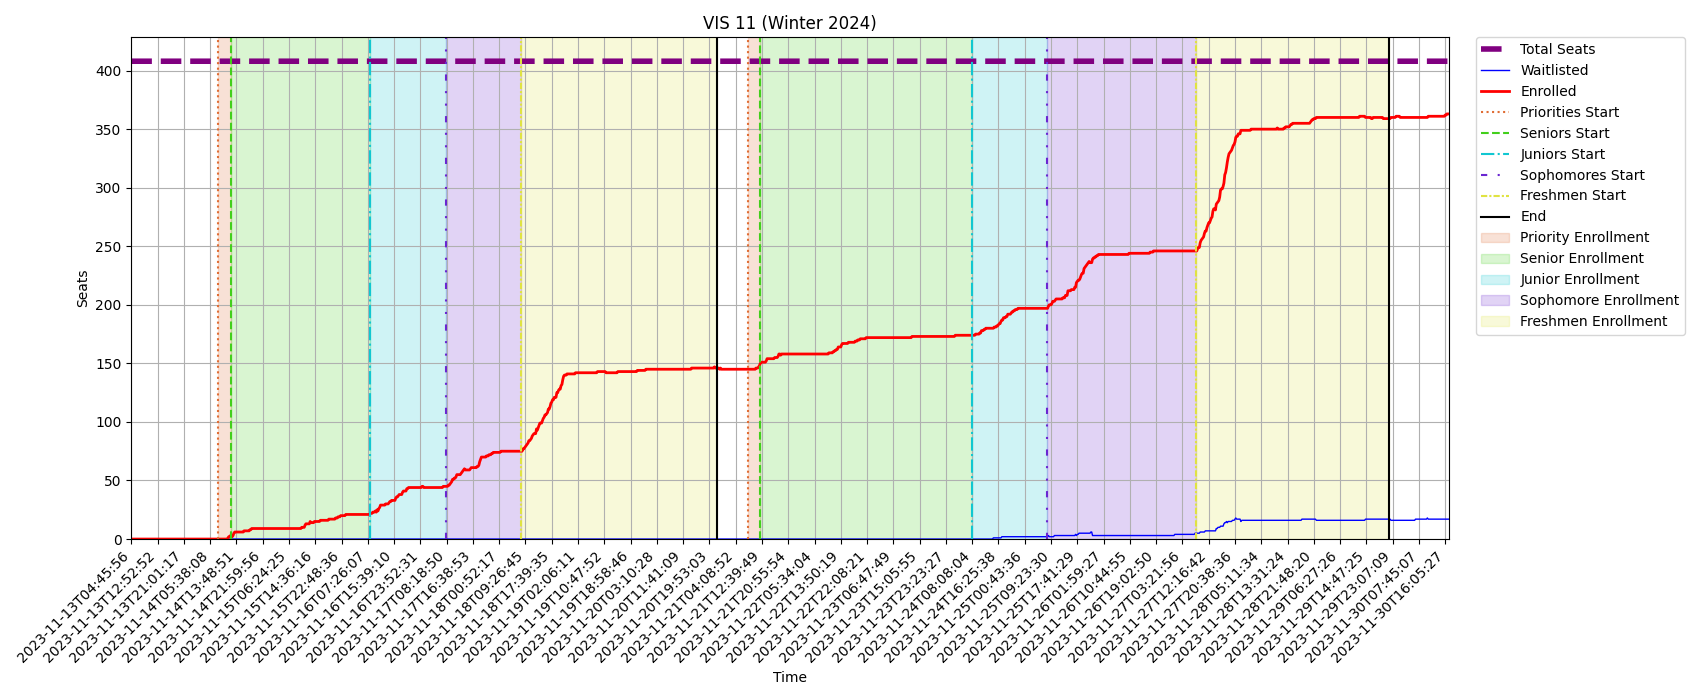 VIS 11 (Winter 2024)
Seats
400
350
300
250
200
150
100
50
0
2023-11-13T04:45:56
2023-11-13T12:52:52
2023-11-13T21:01:17
2023-11-14T05:38:08
2023-11-14T13:48:51
2023-11-14T21:59:56
2023-11-15T06:24:25
2023-11-15T14:36:16
2023-11-15T22:48:36
2023-11-16T07:26:07
2023-11-16T15:39:10
2023-11-16T23:52:31
2023-11-17T08:18:50
2023-11-17T16:38:53
2023-11-18T00:52:17
2023-11-18T09:26:45
2023-11-18T17:39:35
2023-11-19T02:06:11
2023-11-19T10:47:52
2023-11-19T18:58:46
2023-11-20T03:10:28
2023-11-20T11:41:09
2023-11-20T19:53:03
2023-11-21T04:08:52
2023-11-21T12:39:49
2023-11-21T20:55:54
2023-11-22T05:34:04
2023-11-22T13:50:19
2023-11-22T22:08:21
2023-11-23T06:47:49
2023-11-23T15:05:55
2023-11-23T23:23:27
2023-11-24T08:08:04
2023-11-24T16:25:38
2023-11-25T00:43:36
2023-11-25T09:23:30
2023-11-25T17:41:29
2023-11-26T01:59:27
2023-11-26T10:44:55
2023-11-26T19:02:50
2023-11-27T03:21:56
2023-11-27T12:16:42
2023-11-27T20:38:36
2023-11-28T05:11:34
2023-11-28T13:31:24
2023-11-28T21:48:20
2023-11-29T06:27:26
2023-11-29T14:47:25
2023-11-29T23:07:09
2023-11-30T07:45:07
2023-11-30T16:05:27
Time
Total Seats
Waitlisted
Enrolled
Priorities Start
Seniors Start
Juniors Start
Sophomores Start
Freshmen Start
End
Priority Enrollment
Senior Enrollment
Junior Enrollment
Sophomore Enrollment
Freshmen Enrollment